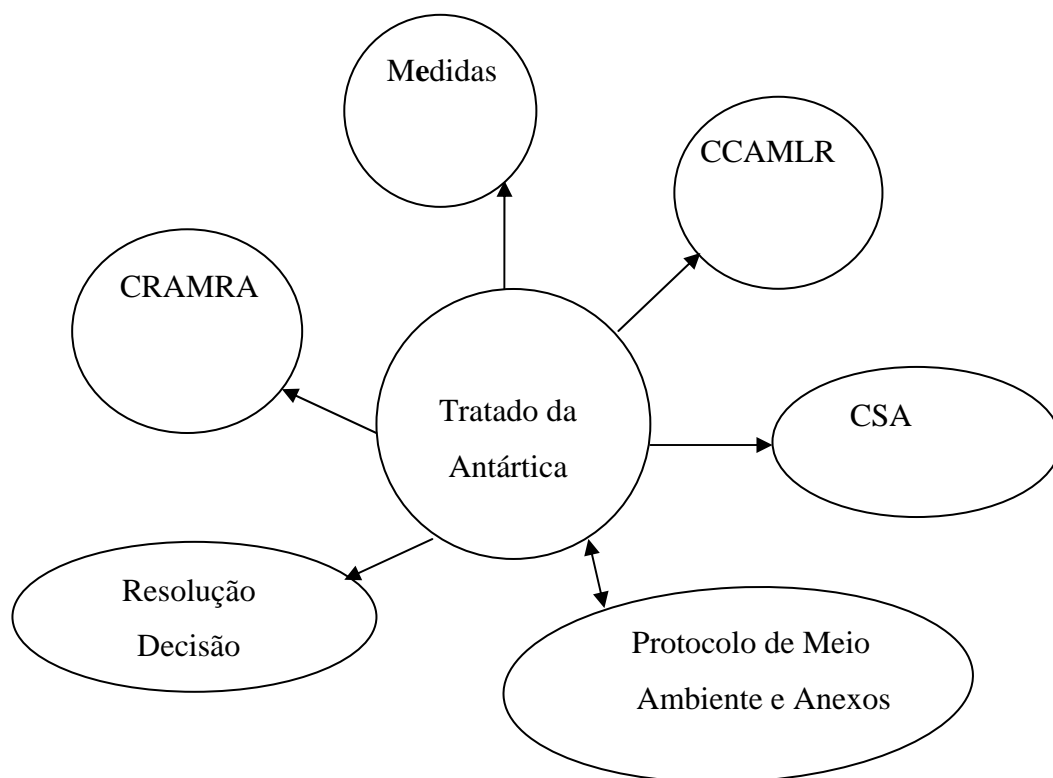 Medidas
CCAMLR
CRAMRA
Tratado da
Antártica
CSA
Resolução
Decisão
Protocolo de Meio
Ambiente e Anexos